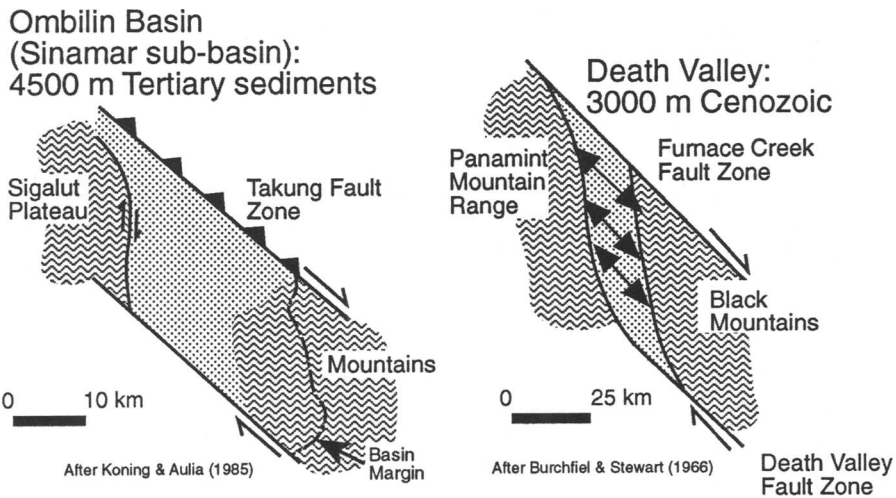 Ombilin Basin
(Sinamar sub-basin):
4500 m Tertiary sediments
Sigalut
Plateau
Takung Fault
Zone
Mountains
0 10 km
Basin
Margin
After Koning & Aulia (1985)
Death Valley:
3000 m Cenozoic
Panamint
Mountain
Range
Furnace Creek
Fault Zone
Black
Mountains
0 25 km
After Burchfiel & Stewart (1966)
Death Valley
Fault Zone